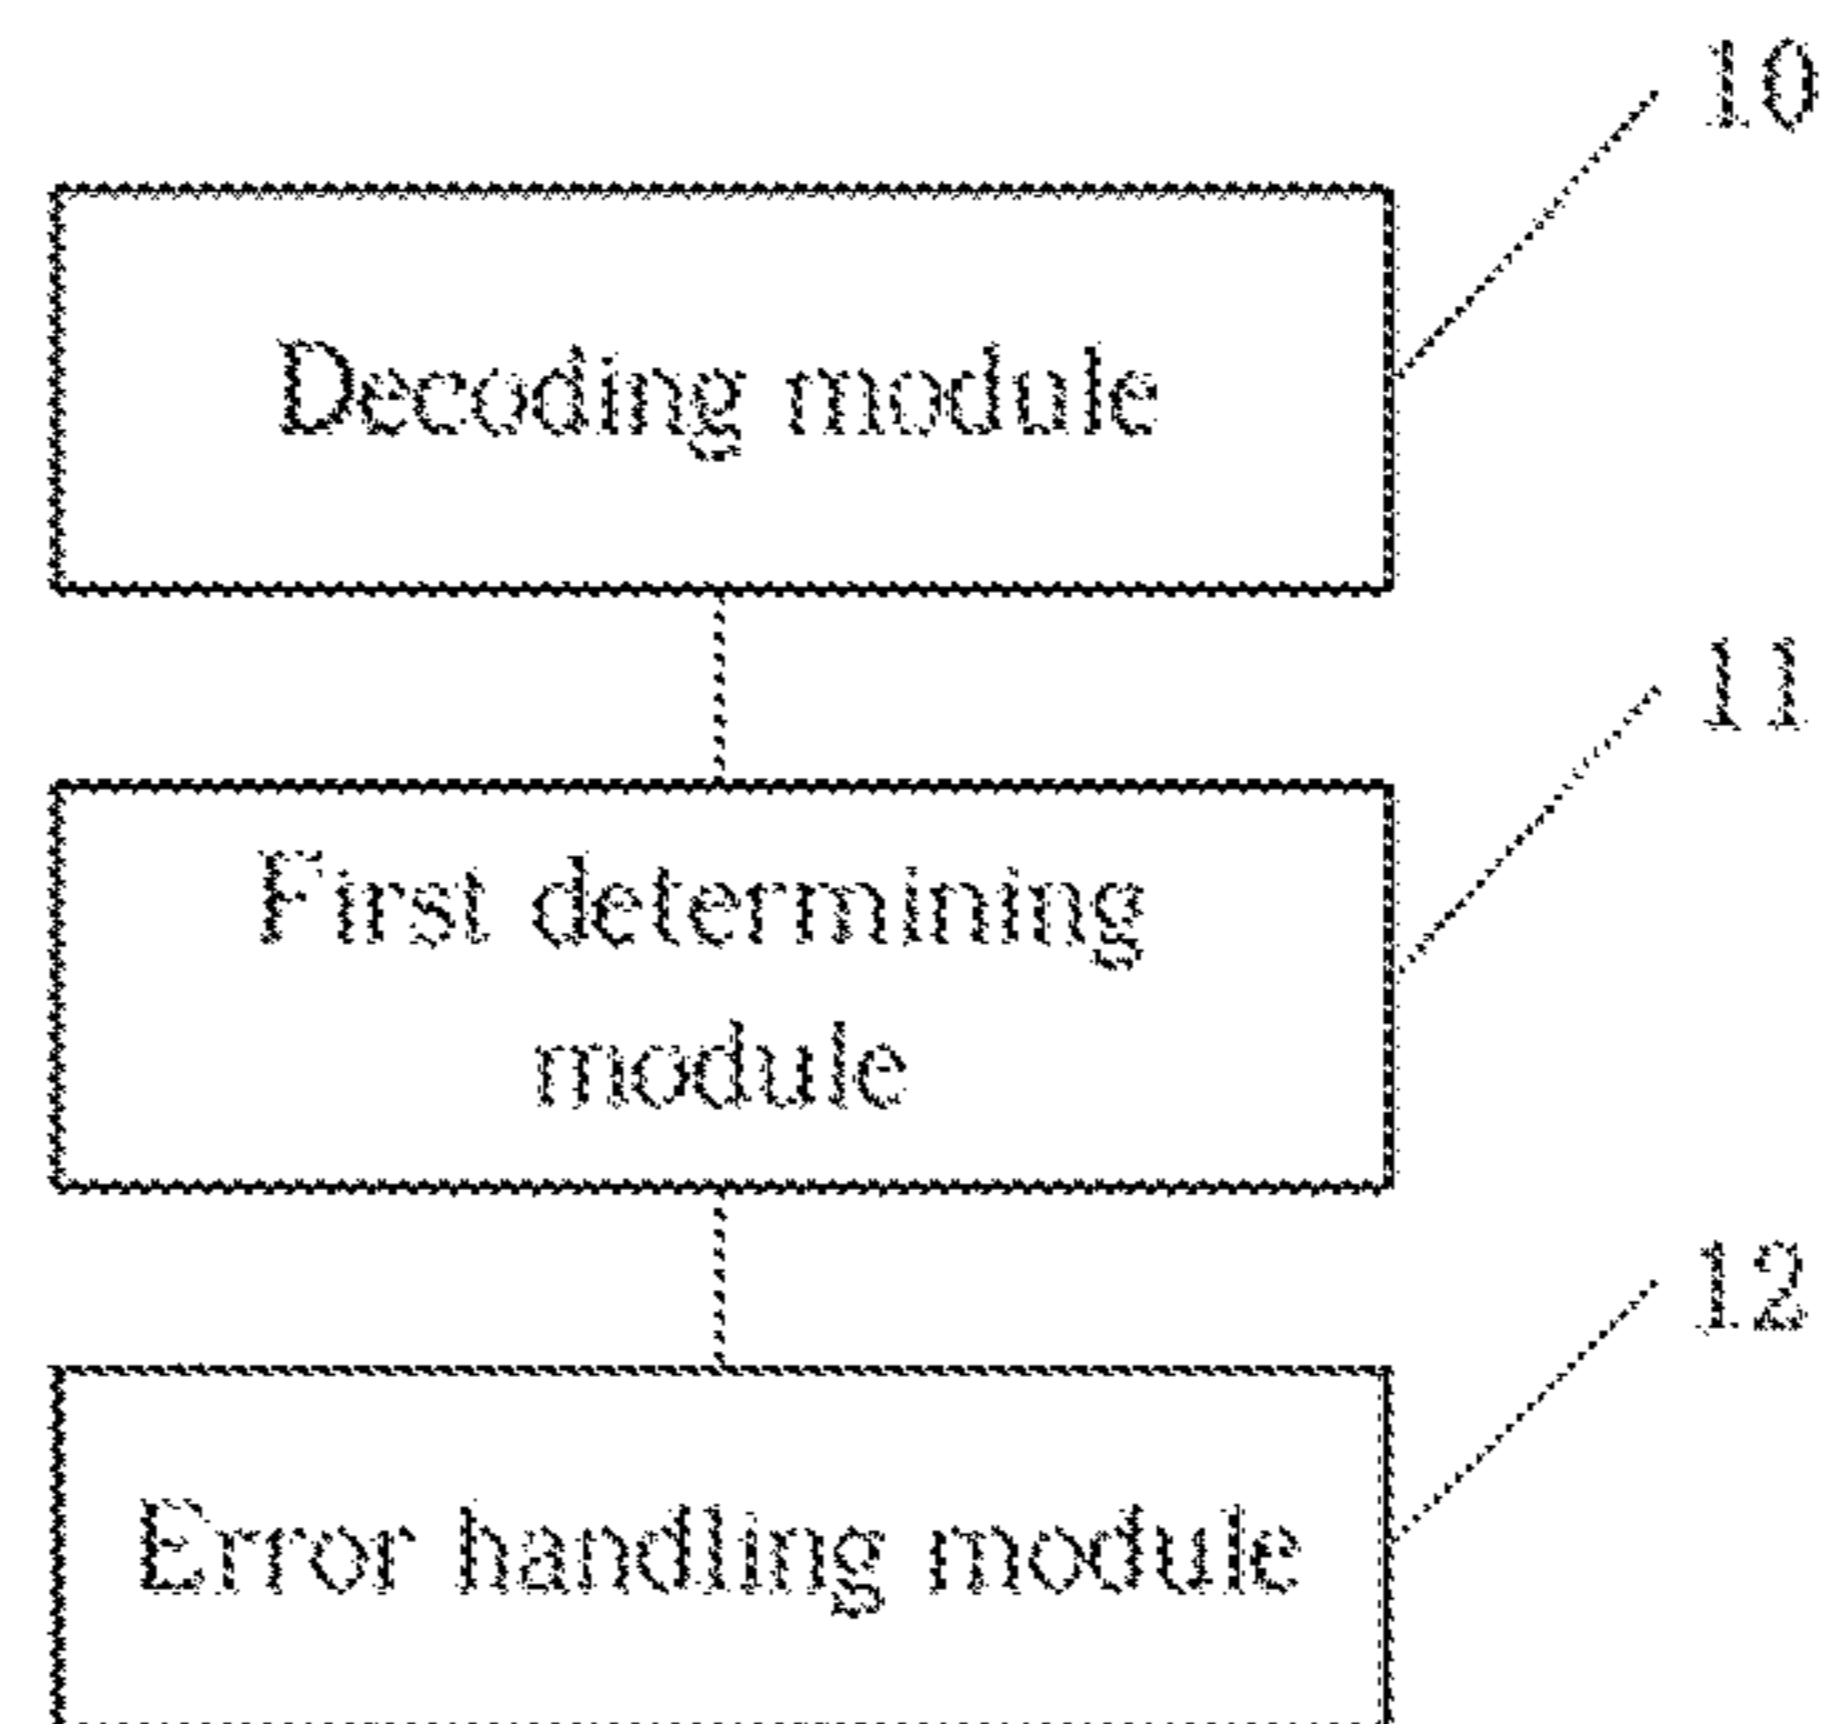 10
Decoding module
11
First determining
module
12
Error handling module